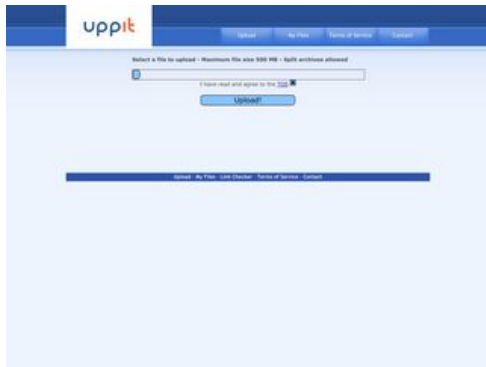 uppit
Upload My Files Terms of Service Contact
Select a file to upload - Maximum file size 500 MB - Split archives allowed
I have read and agree to the TOS
Upload!
Upload · My Files · Link Checker · Terms of Service · Contact